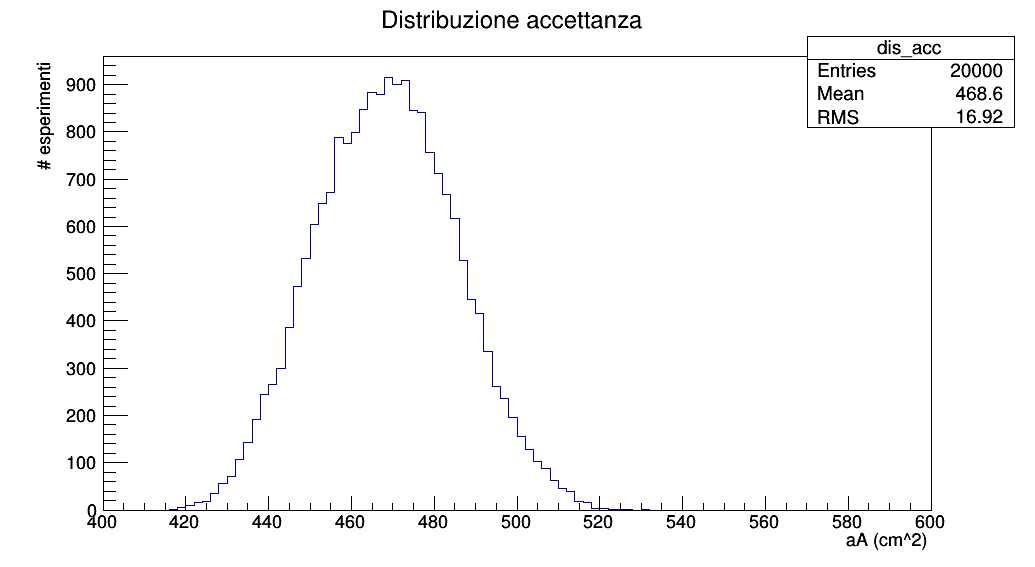 Distribuzione accettanza
dis_acc
Entries 20000
Mean 468.6
RMS 16.92
# esperimenti
900
800
700
600
500
400
300
200
100
0
400 420 440 460 480 500 520 540 560 580 600
aA (cm^2)